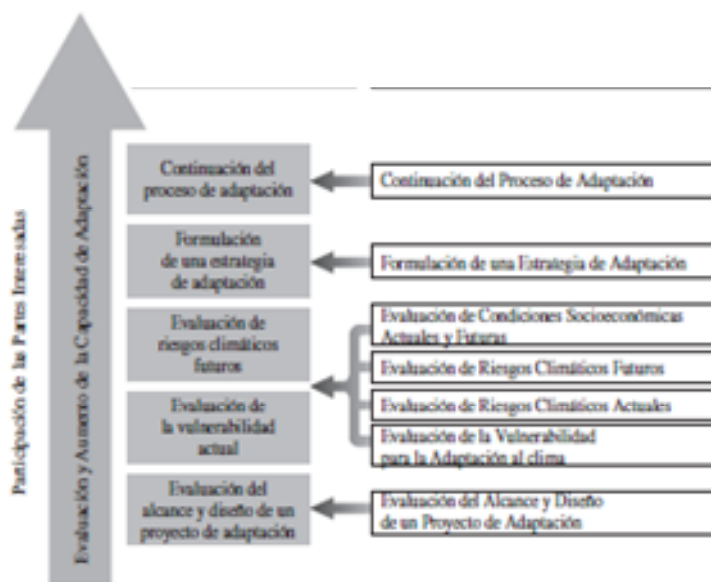 Participación de las Partes Interesadas
Evaluación y Aumento de la Capacidad de Adaptación
Continuación del
proceso de adaptación
Formulación
de una estrategia
de adaptación
Evaluación de
riesgos climáticos
futuros
Evaluación de
la vulnerabilidad
actual
Evaluación del
alcance y diseño de un
proyecto de adaptación
Continuación del Proceso de Adaptación
Formulación de una Estrategia de Adaptación
Evaluación de Condiciones Socioeconómicas
Actuales y Futuras
Evaluación de Riesgos Climáticos Futuros
Evaluación de Riesgos Climáticos Actuales
Evaluación de la Vulnerabilidad
para la Adaptación al clima
Evaluación del Alcance y Diseño
de un Proyecto de Adaptación